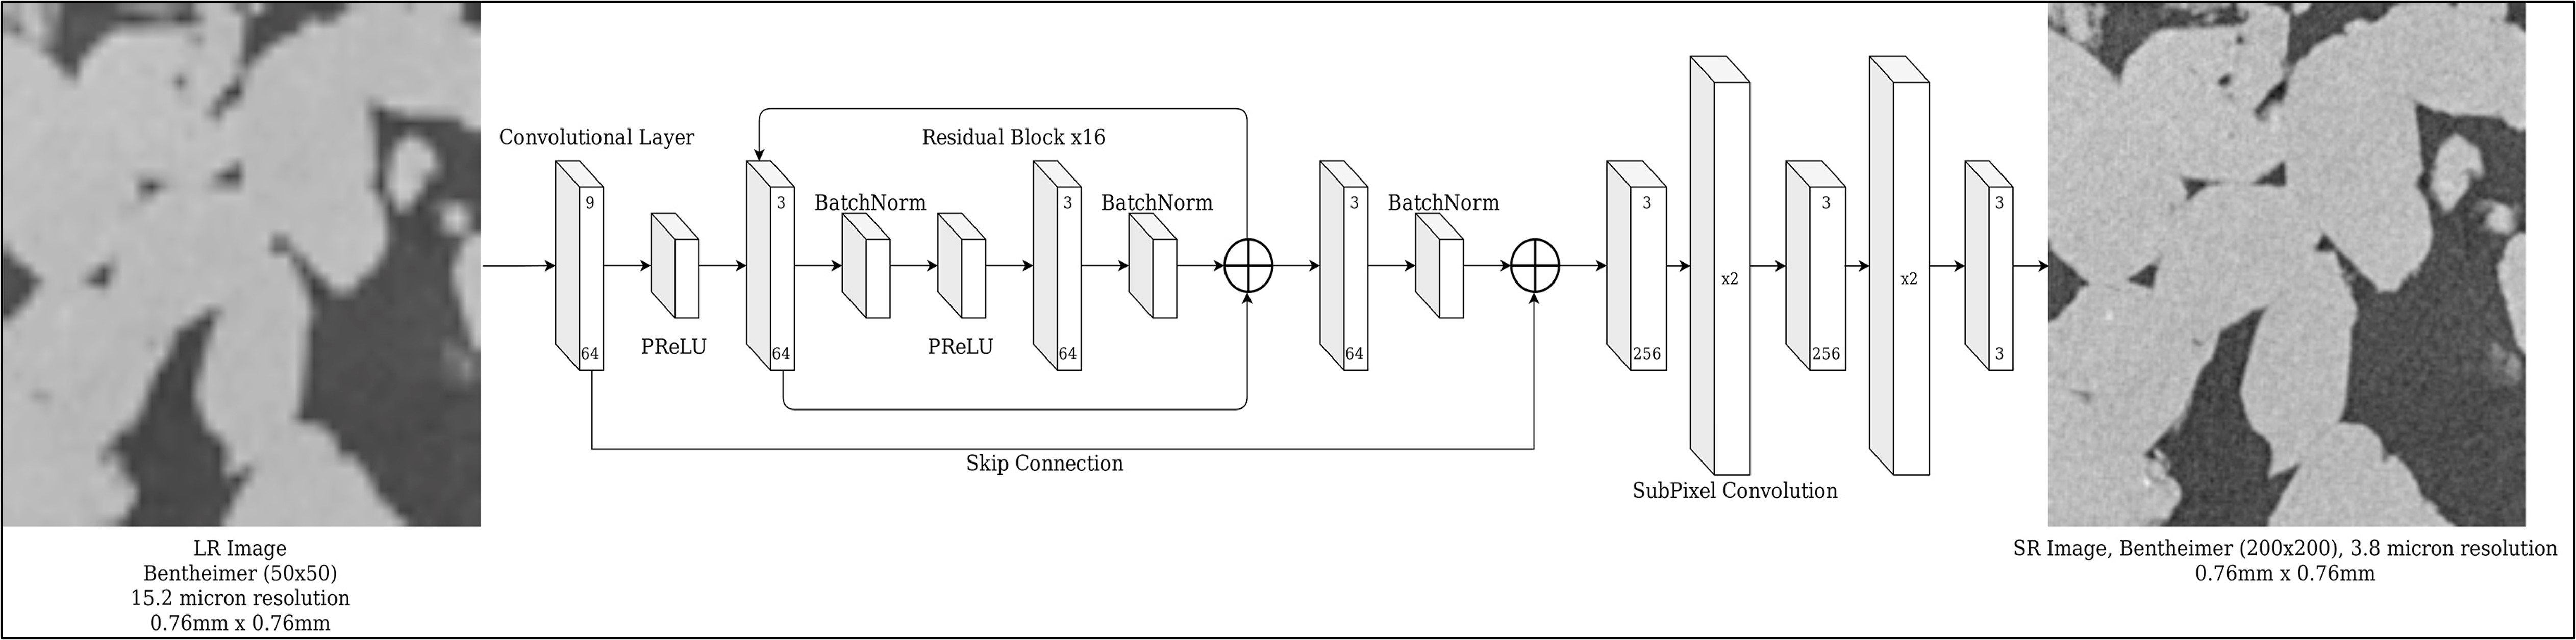 Convolutional Layer
Residual Block x16
9
64
PReLU
3
64
BatchNorm
PReLU
3
64
BatchNorm
3
64
BatchNorm
3
256
x2
3
256
x2
3
3
Skip Connection
SubPixel Convolution
LR Image
Bentheimer (50x50)
15.2 micron resolution
0.76mm x 0.76mm
SR Image, Bentheimer (200x200), 3.8 micron resolution
0.76mm x 0.76mm